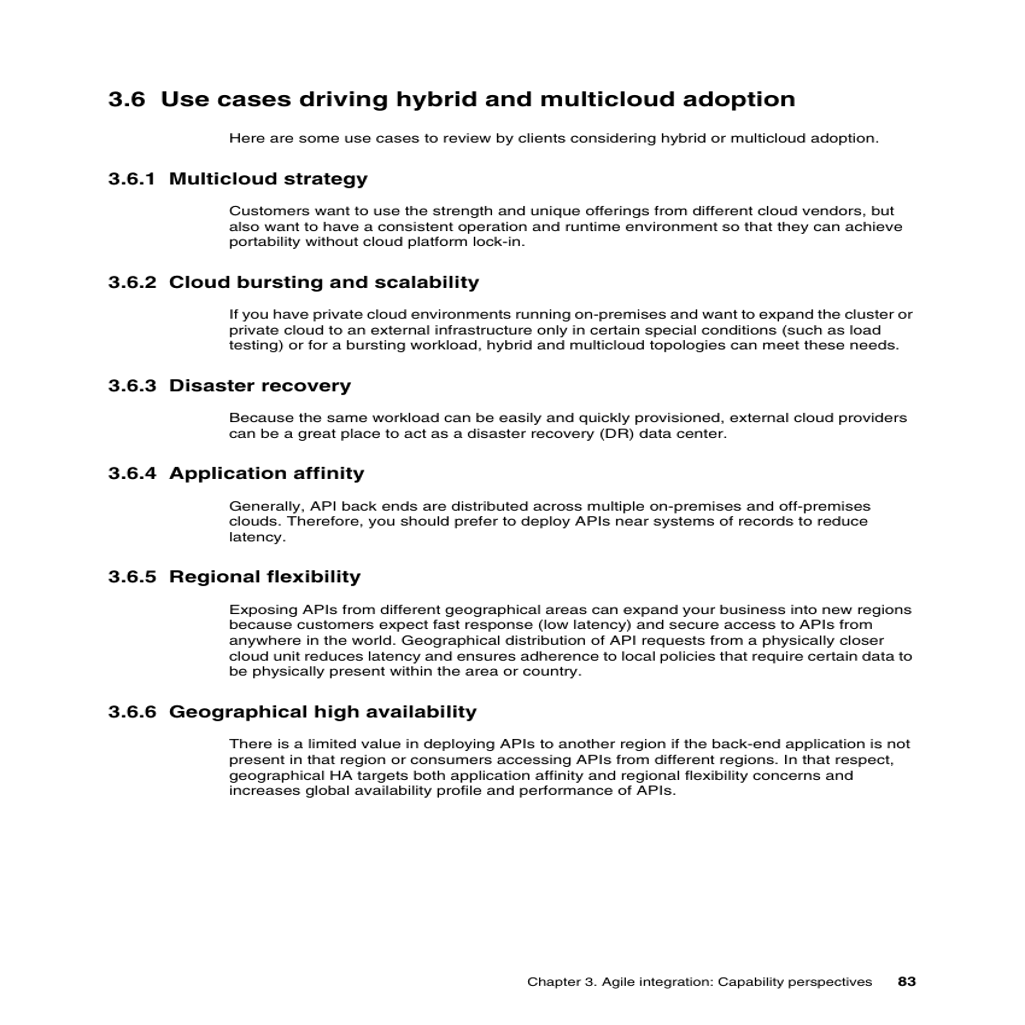 3.6 Use cases driving hybrid and multicloud adoption
Here are some use cases to review by clients considering hybrid or multicloud adoption.
3.6.1 Multicloud strategy
Customers want to use the strength and unique offerings from different cloud vendors, but
also want to have a consistent operation and runtime environment so that they can achieve
portability without cloud platform lock-in.
3.6.2 Cloud bursting and scalability
If you have private cloud environments running on-premises and want to expand the cluster or
private cloud to an external infrastructure only in certain special conditions (such as load
testing) or for a bursting workload, hybrid and multicloud topologies can meet these needs.
3.6.3 Disaster recovery
Because the same workload can be easily and quickly provisioned, external cloud providers
can be a great place to act as a disaster recovery (DR) data center.
3.6.4 Application affinity
Generally, API back ends are distributed across multiple on-premises and off-premises
clouds. Therefore, you should prefer to deploy APIs near systems of records to reduce
latency.
3.6.5 Regional flexibility
Exposing APIs from different geographical areas can expand your business into new regions
because customers expect fast response (low latency) and secure access to APIs from
anywhere in the world. Geographical distribution of API requests from a physically closer
cloud unit reduces latency and ensures adherence to local policies that require certain data to
be physically present within the area or country.
3.6.6 Geographical high availability
There is a limited value in deploying APIs to another region if the back-end application is not
present in that region or consumers accessing APIs from different regions. In that respect,
geographical HA targets both application affinity and regional flexibility concerns and
increases global availability profile and performance of APIs.
Chapter 3. Agile integration: Capability perspectives 83